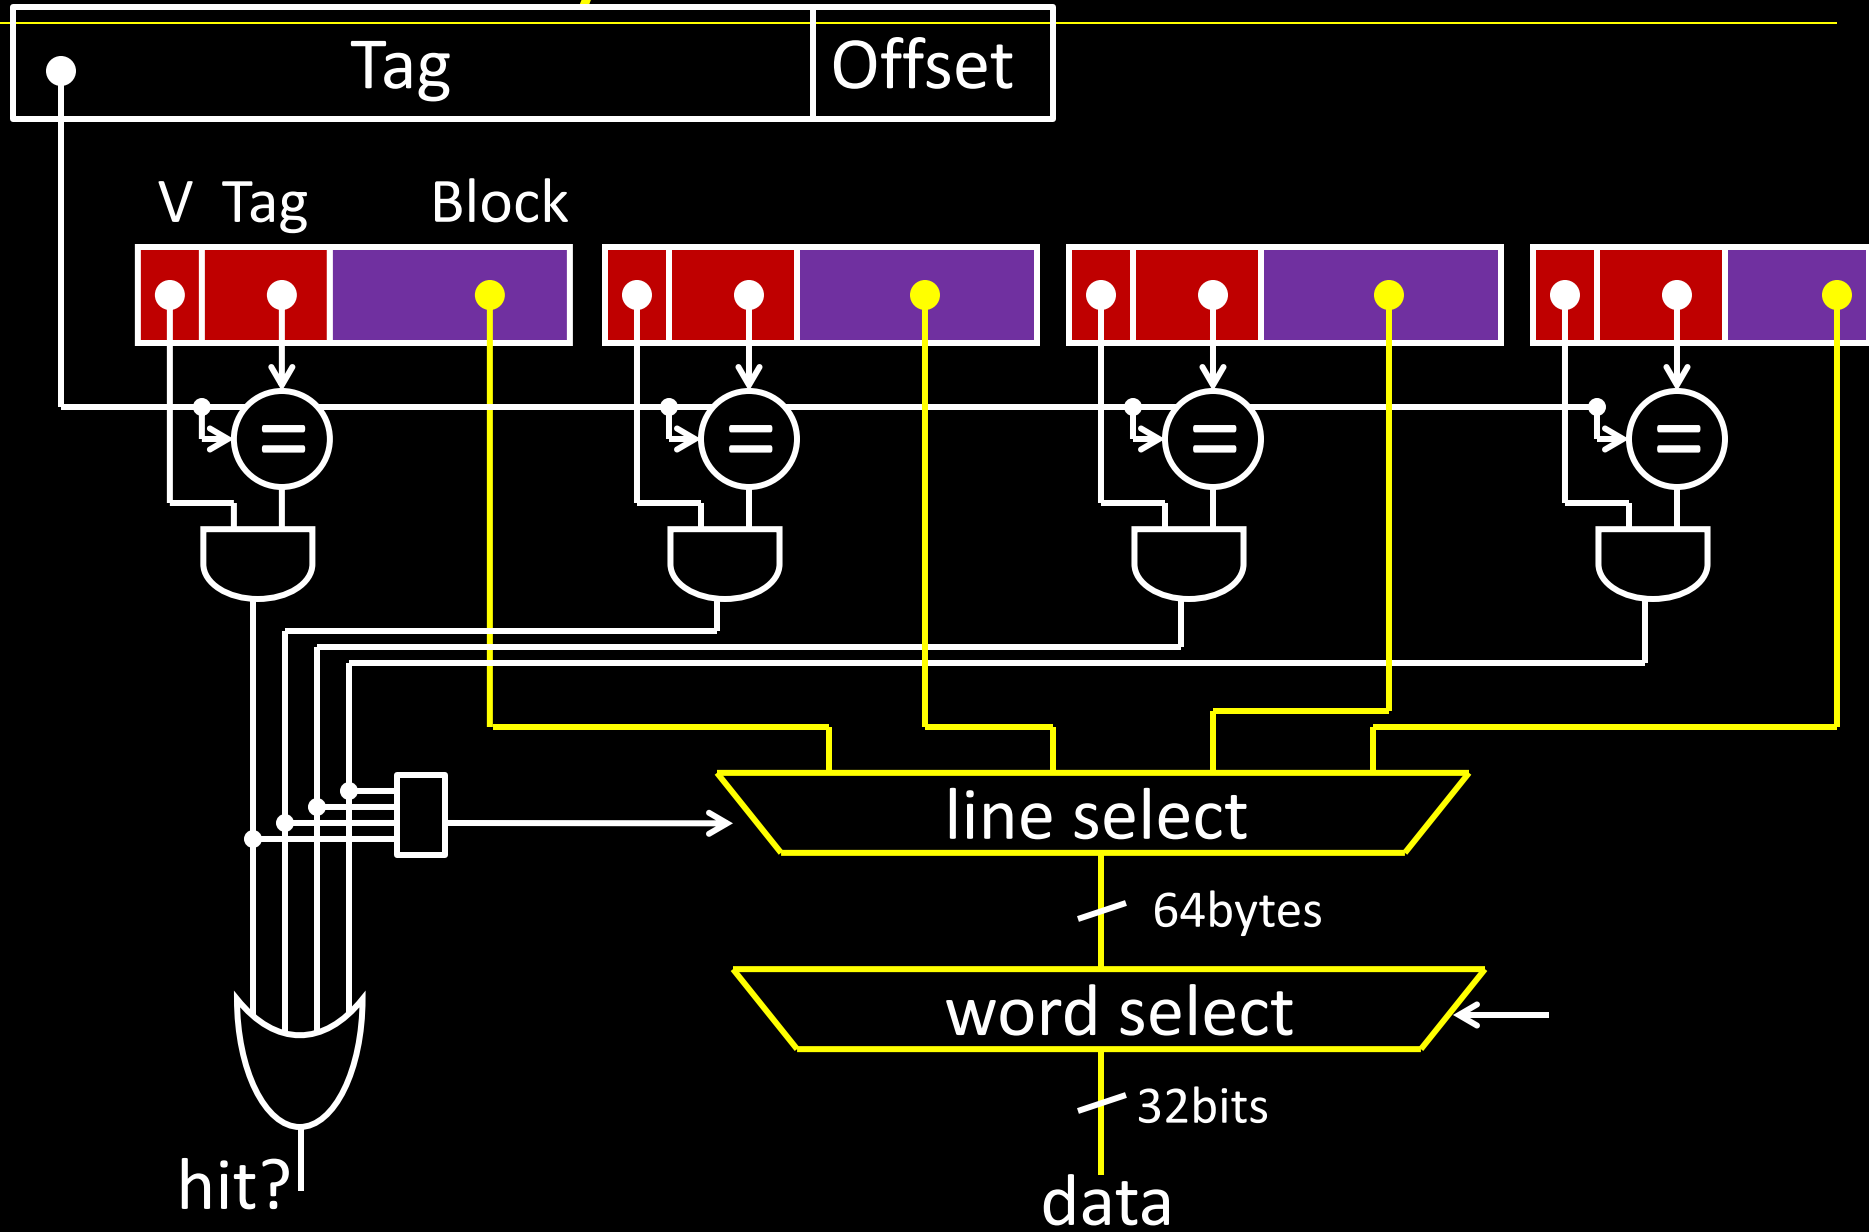 Tag Offset
V Tag Block
= = = =
line select
64bytes
word select
32bits
hit?
data